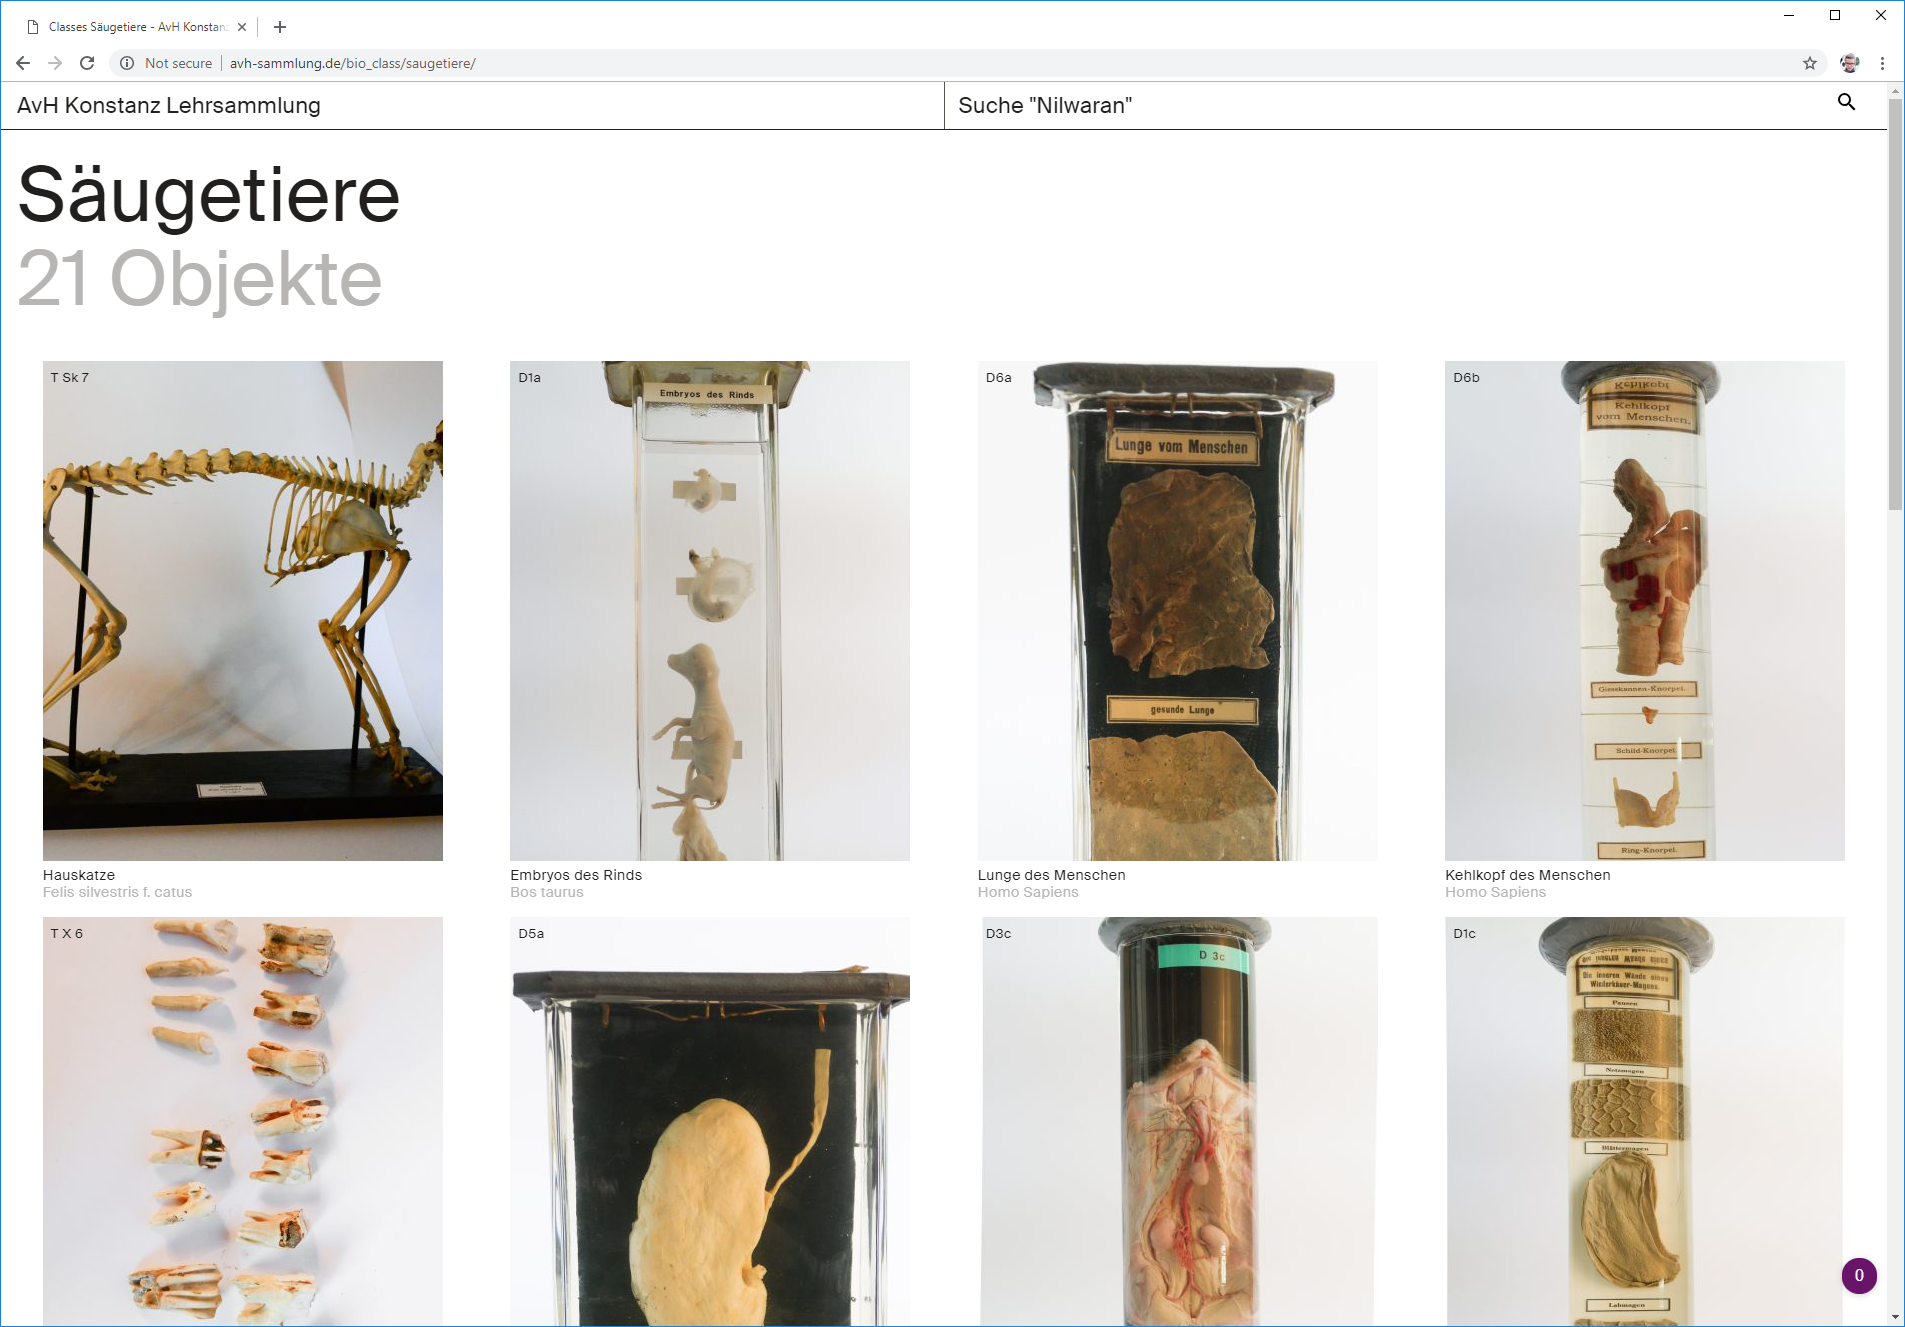 Classes Säugetiere - AvH Konstan
Not secure
avh-sammlung.de/bio_class/saugetiere/
AvH Konstanz Lehrsammlung
Suche "Nilwaran"
Säugetiere
21 Objekte
T Sk 7
D1a
Embryos des Rinds
D6a
Lunge vom Menschen
gesunde Lunge
D6b
Kehlkopf
Kehlkopf
vom Menschen.
Giesskannen-Knorpel.
Schild-Knorpel.
Ring-Knorpel.
Hauskatze
Felis silvestris f. catus
Embryos des Rinds
Bos taurus
Lunge des Menschen
Homo Sapiens
Kehlkopf des Menschen
Homo Sapiens
T X 6
D5a
D3c
D 3c
D1c
Die inneren Wände eines
Wiederkäuer-Magens.
Pansen
Netzmagen
Blättermagen
Labmagen
0